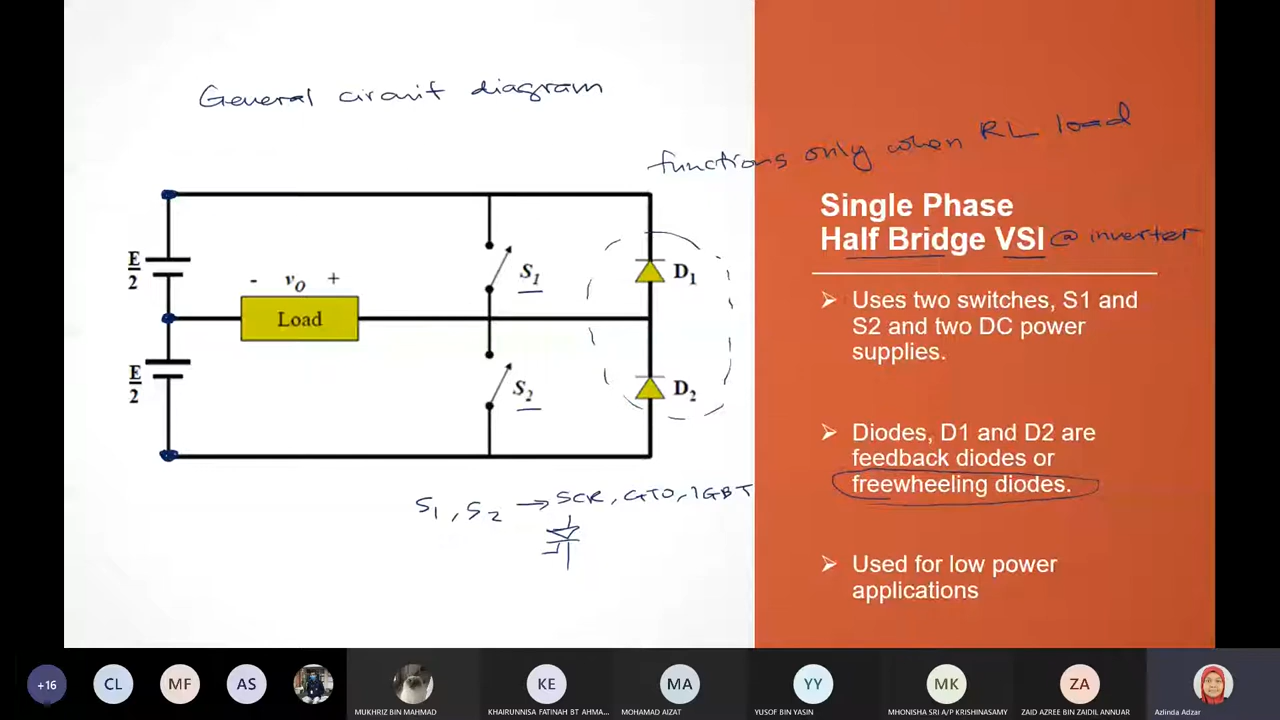 General circuit diagram
functions only when RL load
Single Phase
Half Bridge VSI @ inverter
Uses two switches, S1 and
S2 and two DC power
supplies.
Diodes, D1 and D2 are
feedback diodes or
freewheeling diodes.
Used for low power
applications
E
2
- vO +
Load
E
2
S1
S2
D1
D2
S1, S2 → SCR, GTO, IGBT
+16
CL
MF
AS
MUKHRIZ BIN MAHMAD
KE
KHAIRUNNISA FATINAH BT AHMA...
MA
MOHAMAD AIZAT
YY
YUSOF BIN YASIN
MK
MHONISHA SRI A/P KRISHNASAMY
ZA
ZAID AZREE BIN ZAIDIL ANNUAR
Azlinda Adzar